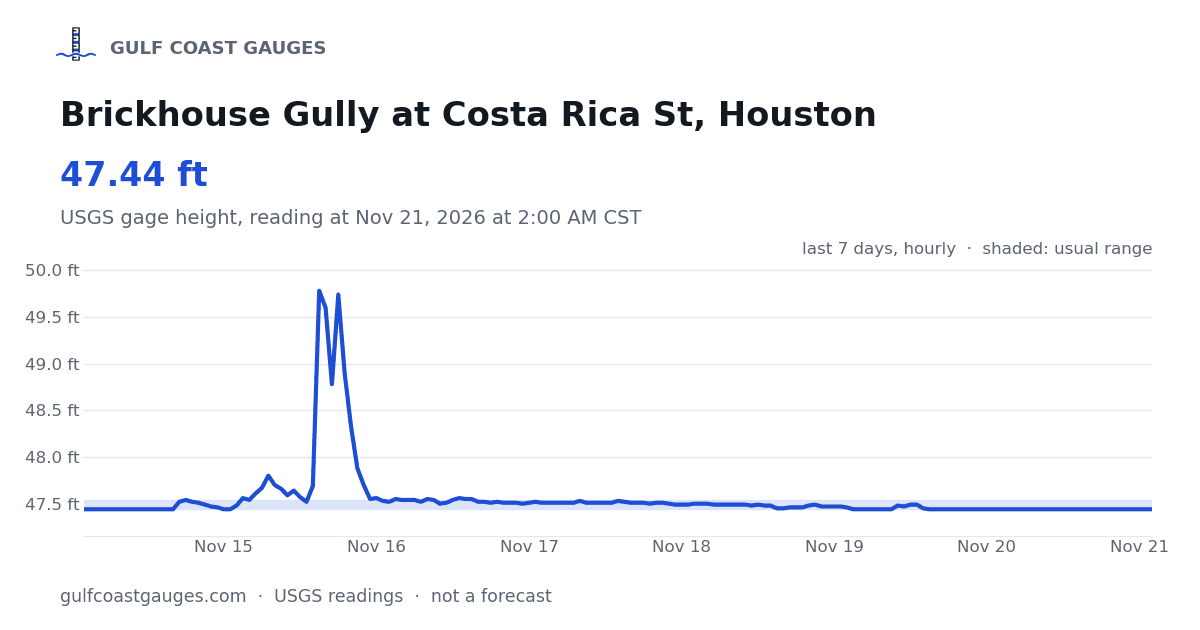 GULF COAST GAUGES
Brickhouse Gully at Costa Rica St, Houston
47.44 ft
USGS gage height, reading at Nov 21, 2026 at 2:00 AM CST
last 7 days, hourly · shaded: usual range
50.0 ft
49.5 ft
49.0 ft
48.5 ft
48.0 ft
47.5 ft
Nov 15 Nov 16 Nov 17 Nov 18 Nov 19 Nov 20 Nov 21
gulfcoastgauges.com · USGS readings · not a forecast